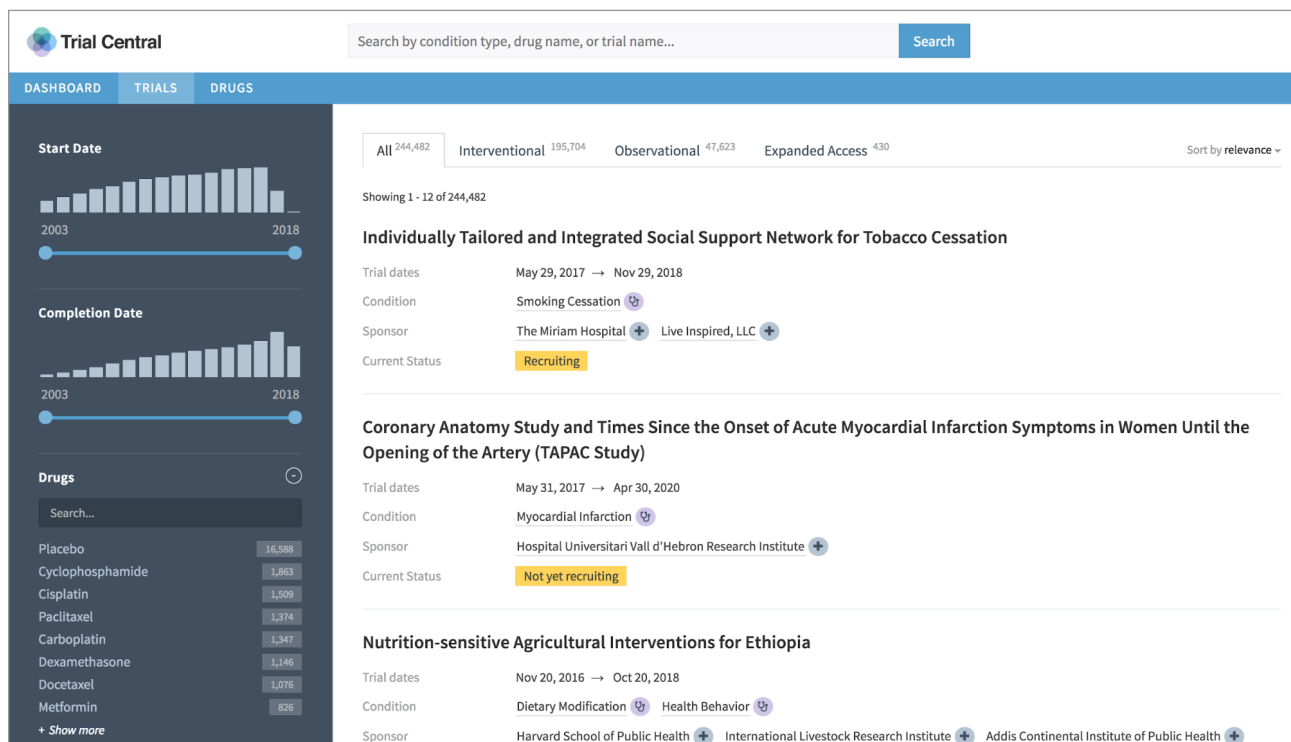 Trial Central
Search by condition type, drug name, or trial name...
Search
DASHBOARD TRIALS DRUGS
Start Date
2003 2018
Completion Date
2003 2018
Drugs
Search...
Placebo 16,588
Cyclophosphamide 1,863
Cisplatin 1,509
Paclitaxel 1,374
Carboplatin 1,347
Dexamethasone 1,146
Docetaxel 1,076
Metformin 826
+ Show more
All 244,482 Interventional 195,704 Observational 47,623 Expanded Access 430
Sort by relevance
Showing 1 - 12 of 244,482
Individually Tailored and Integrated Social Support Network for Tobacco Cessation
Trial dates May 29, 2017 → Nov 29, 2018
Condition Smoking Cessation
Sponsor The Miriam Hospital Live Inspired, LLC
Current Status Recruiting
Coronary Anatomy Study and Times Since the Onset of Acute Myocardial Infarction Symptoms in Women Until the
Opening of the Artery (TAPAC Study)
Trial dates May 31, 2017 → Apr 30, 2020
Condition Myocardial Infarction
Sponsor Hospital Universitari Vall d'Hebron Research Institute
Current Status Not yet recruiting
Nutrition-sensitive Agricultural Interventions for Ethiopia
Trial dates Nov 20, 2016 → Oct 20, 2018
Condition Dietary Modification Health Behavior
Sponsor Harvard School of Public Health International Livestock Research Institute Addis Continental Institute of Public Health